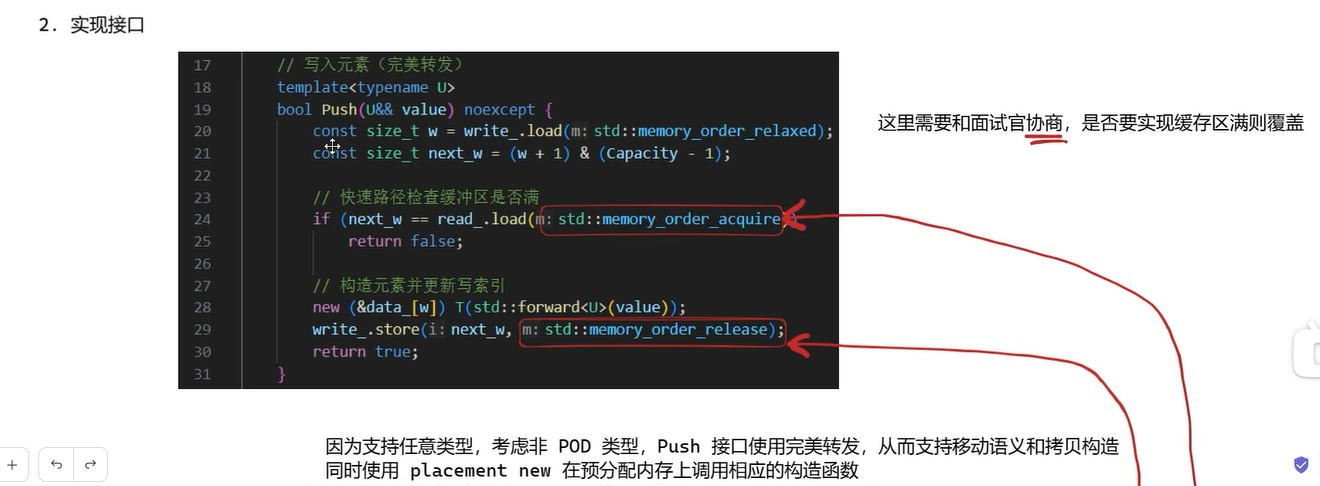 2. 实现接口
17 // 写入元素（完美转发）
18 template<typename U>
19 bool Push(U&& value) noexcept {
20 const size_t w = write_.load(m: std::memory_order_relaxed);
21 const size_t next_w = (w + 1) & (Capacity - 1);
22
23 // 快速路径检查缓冲区是否满
24 if (next_w == read_.load(m: std::memory_order_acquire))
25 return false;
26
27 // 构造元素并更新写索引
28 new (&data_[w]) T(std::forward<U>(value));
29 write_.store(i: next_w, m: std::memory_order_release);
30 return true;
31 }
这里需要和面试官协商，是否要实现缓存区满则覆盖
因为支持任意类型，考虑非 POD 类型，Push 接口使用完美转发，从而支持移动语义和拷贝构造
同时使用 placement new 在预分配内存上调用相应的构造函数